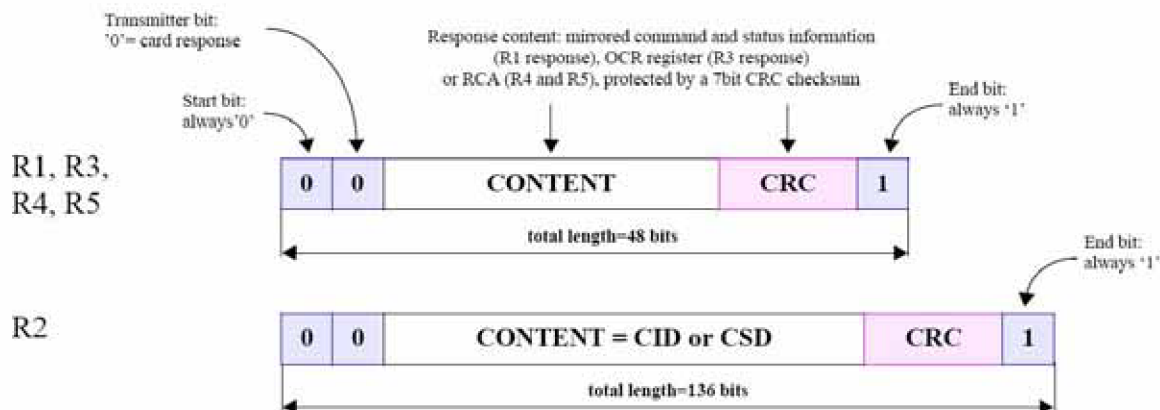 Transmitter bit:
'0'= card response
Response content: mirrored command and status information
(R1 response), OCR register (R3 response)
or RCA (R4 and R5), protected by a 7bit CRC checksum
Start bit:
always'0'
End bit:
always ‘1’
R1, R3,
R4, R5
0 0 CONTENT CRC 1
total length=48 bits
End bit:
always ‘1’
R2
0 0 CONTENT = CID or CSD CRC 1
total length=136 bits